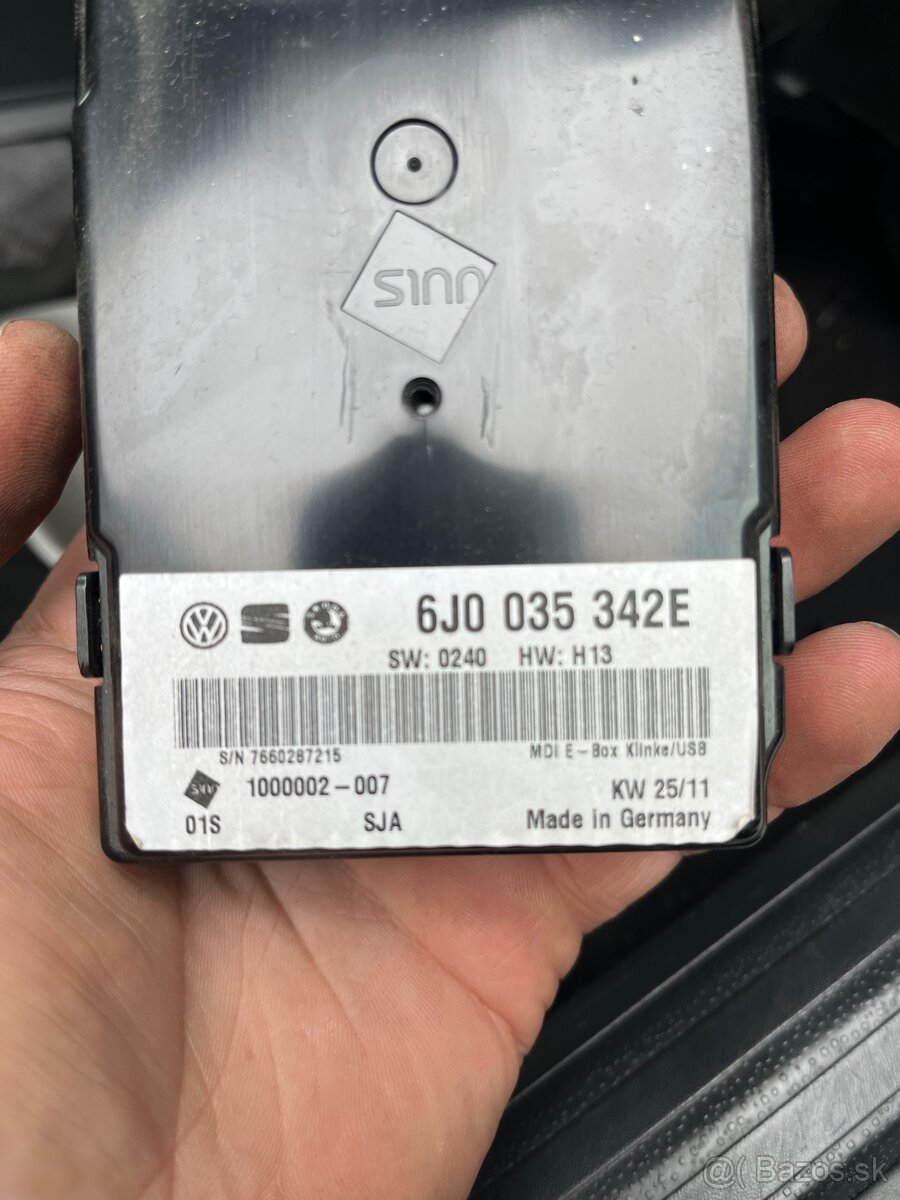 SINN
6J0 035 342E
SW: 0240 HW: H13
S/N 7660287215 MDI E-Box Klinke/USB
1000002-007 KW 25/11
01S SJA Made in Germany
@( Bazos.sk